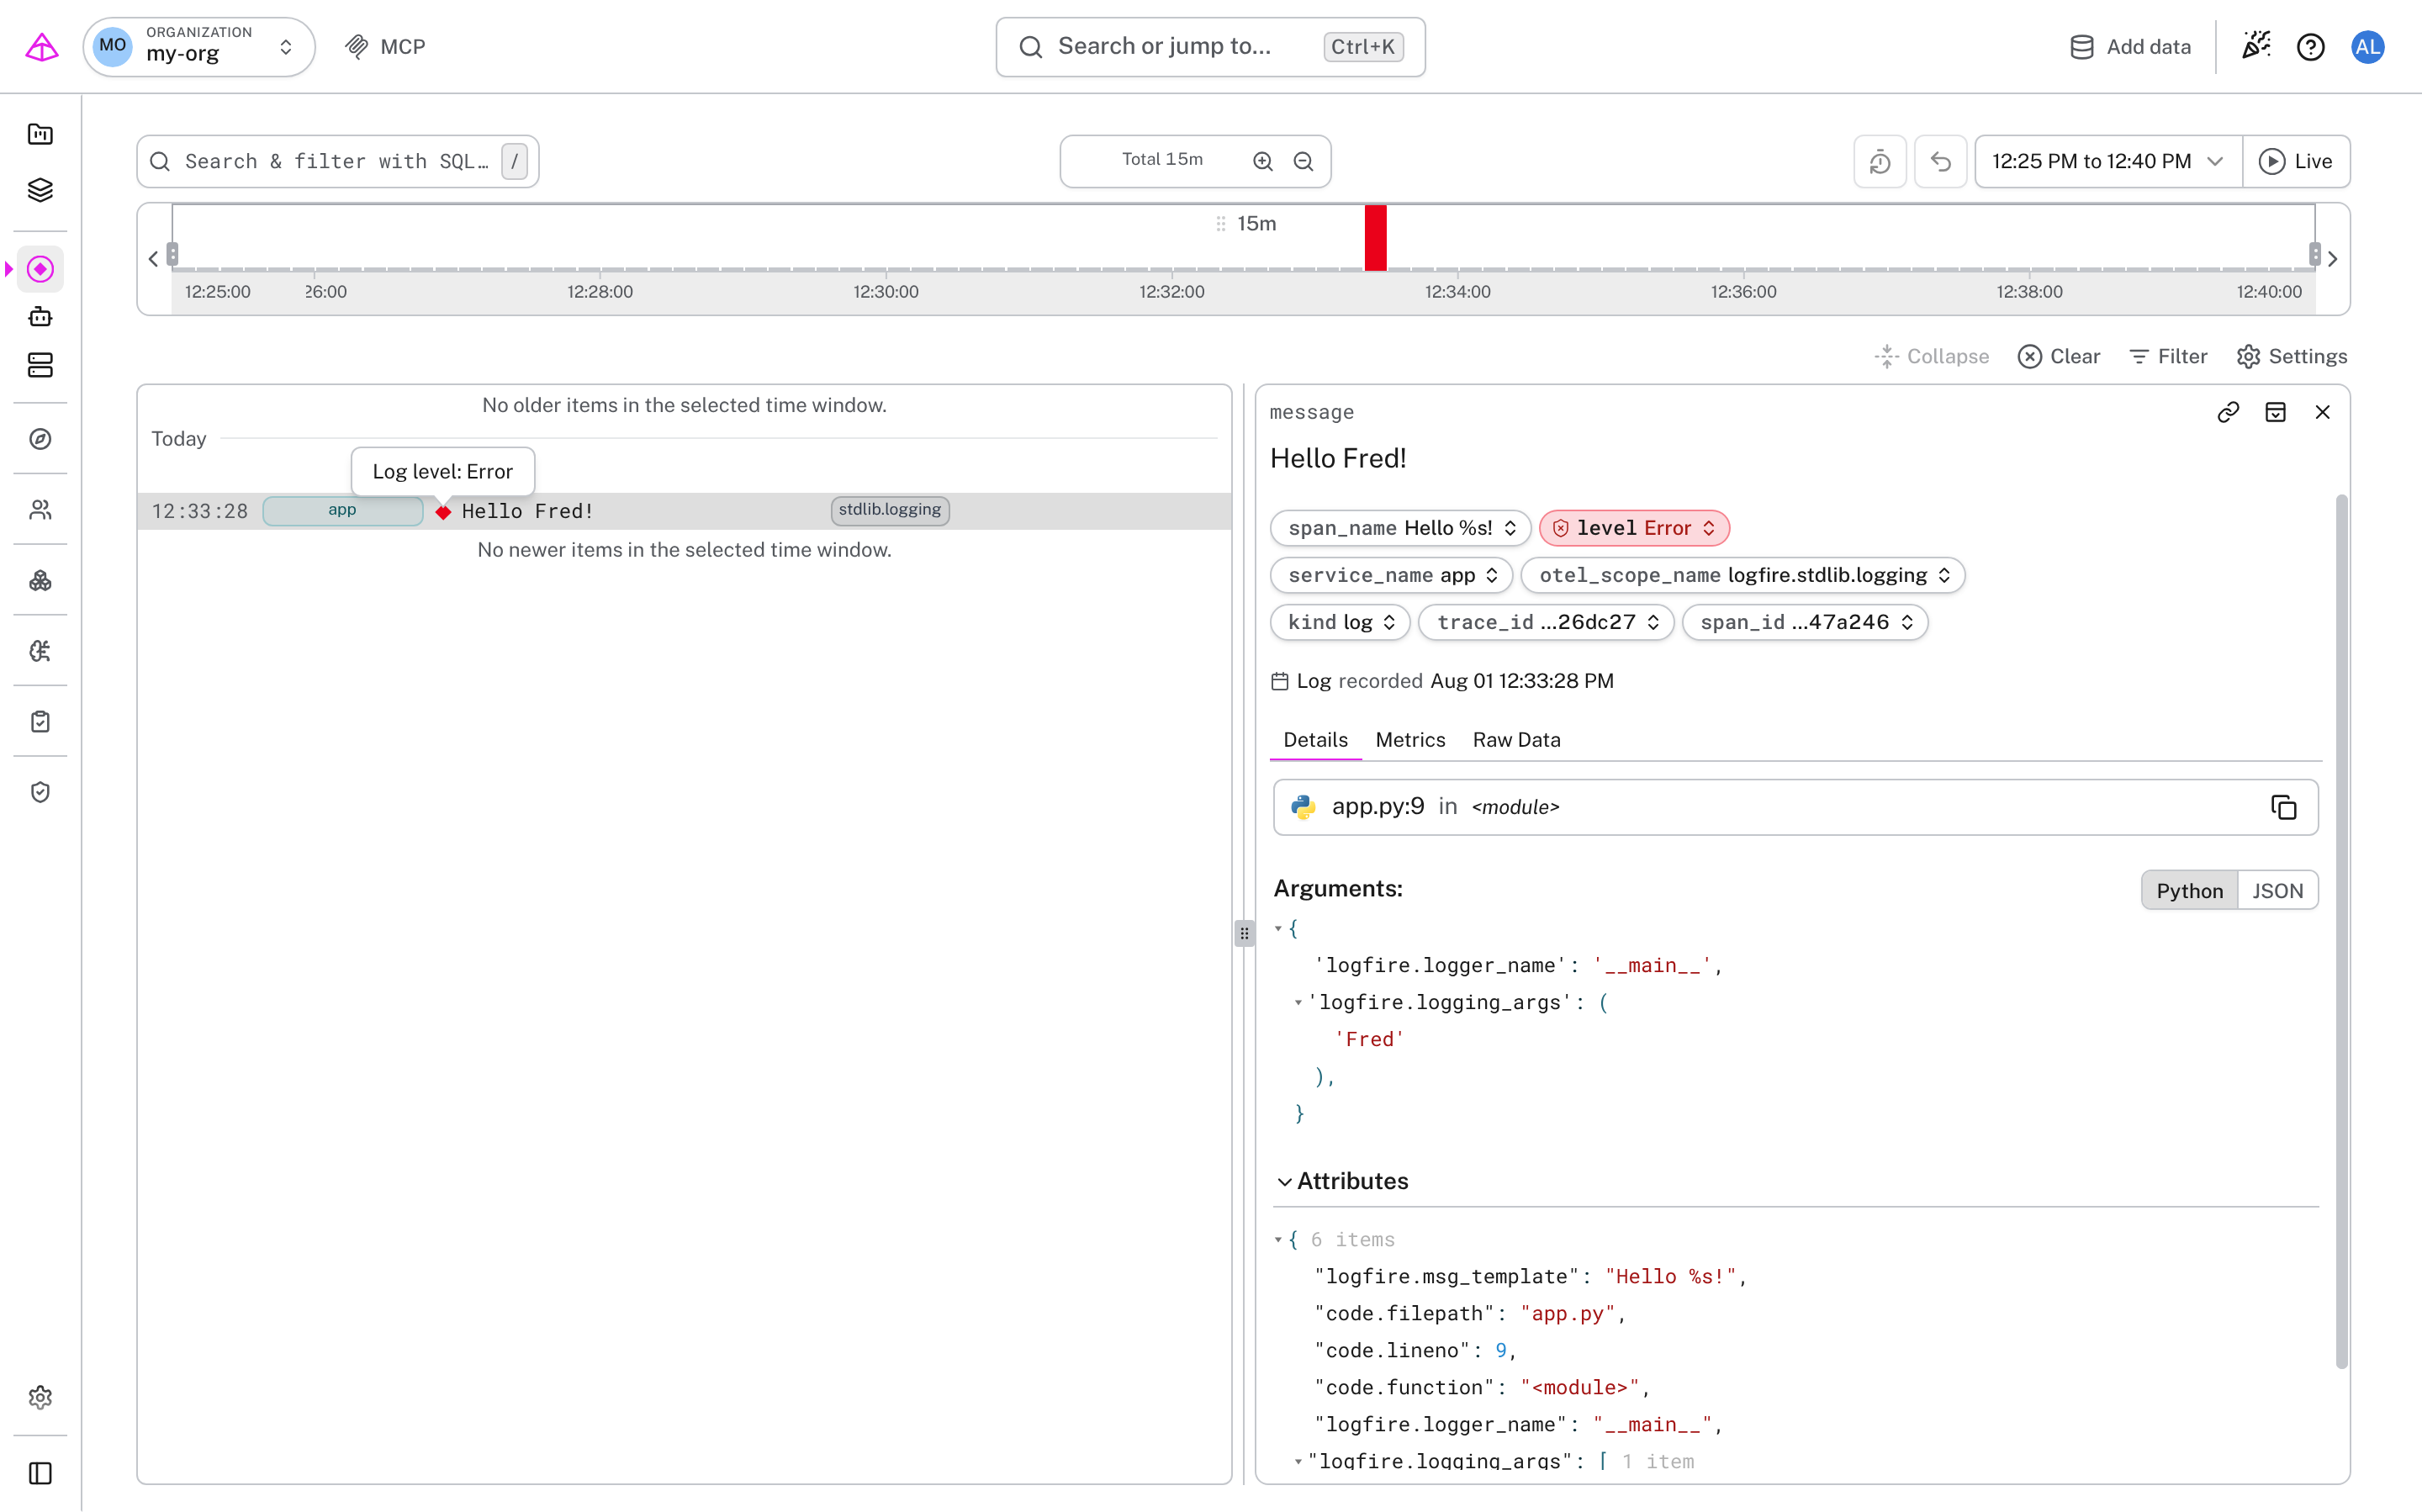 MO
ORGANIZATION
my-org
MCP
Search or jump to...
Ctrl+K
Add data
AL
Search & filter with SQL…
/
Total 15m
12:25 PM to 12:40 PM
Live
15m
12:25:00
26:00
12:28:00
12:30:00
12:32:00
12:34:00
12:36:00
12:38:00
12:40:00
Collapse
Clear
Filter
Settings
No older items in the selected time window.
Today
Log level: Error
12:33:28
app
Hello Fred!
stdlib.logging
No newer items in the selected time window.
message
Hello Fred!
span_name Hello %s!
level Error
service_name app
otel_scope_name logfire.stdlib.logging
kind log
trace_id ...26dc27
span_id ...47a246
Log recorded Aug 01 12:33:28 PM
Details
Metrics
Raw Data
app.py:9 in <module>
Arguments:
Python
JSON
{
'logfire.logger_name': '__main__',
'logfire.logging_args': (
'Fred'
),
}
Attributes
{ 6 items
"logfire.msg_template": "Hello %s!",
"code.filepath": "app.py",
"code.lineno": 9,
"code.function": "<module>",
"logfire.logger_name": "__main__",
"logfire.logging_args": [ 1 item